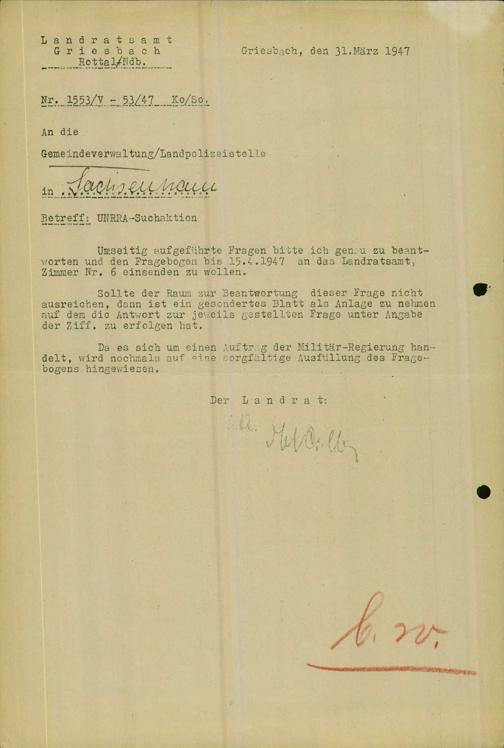 Landratsamt
Griesbach
Rottal/Ndb.
Griesbach, den 31.März 1947
Nr. 1553/V - 53/47 Ko/So.
An die
Gemeindeverwaltung/Landpolizeistelle
in Sachsenham
Betreff: UNRRA-Suchaktion
Umseitig aufgeführte Fragen bitte ich genau zu beant-
worten und den Fragebogen bis 15.4.1947 an das Landratsamt,
Zimmer Nr. 6 einsenden zu wollen.
Sollte der Raum zur Beantwortung dieser Frage nicht
ausreichen, dann ist ein gesondertes Blatt als Anlage zu nehmen
auf dem die Antwort zur jeweils gestellten Frage unter Angabe
der Ziff. zu erfolgen hat.
Da es sich um einen Auftrag der Militär-Regierung han-
delt, wird nochmals auf eine sorgfältige Ausfüllung des Frage-
bogens hingewiesen.
Der Landrat:
b. w.